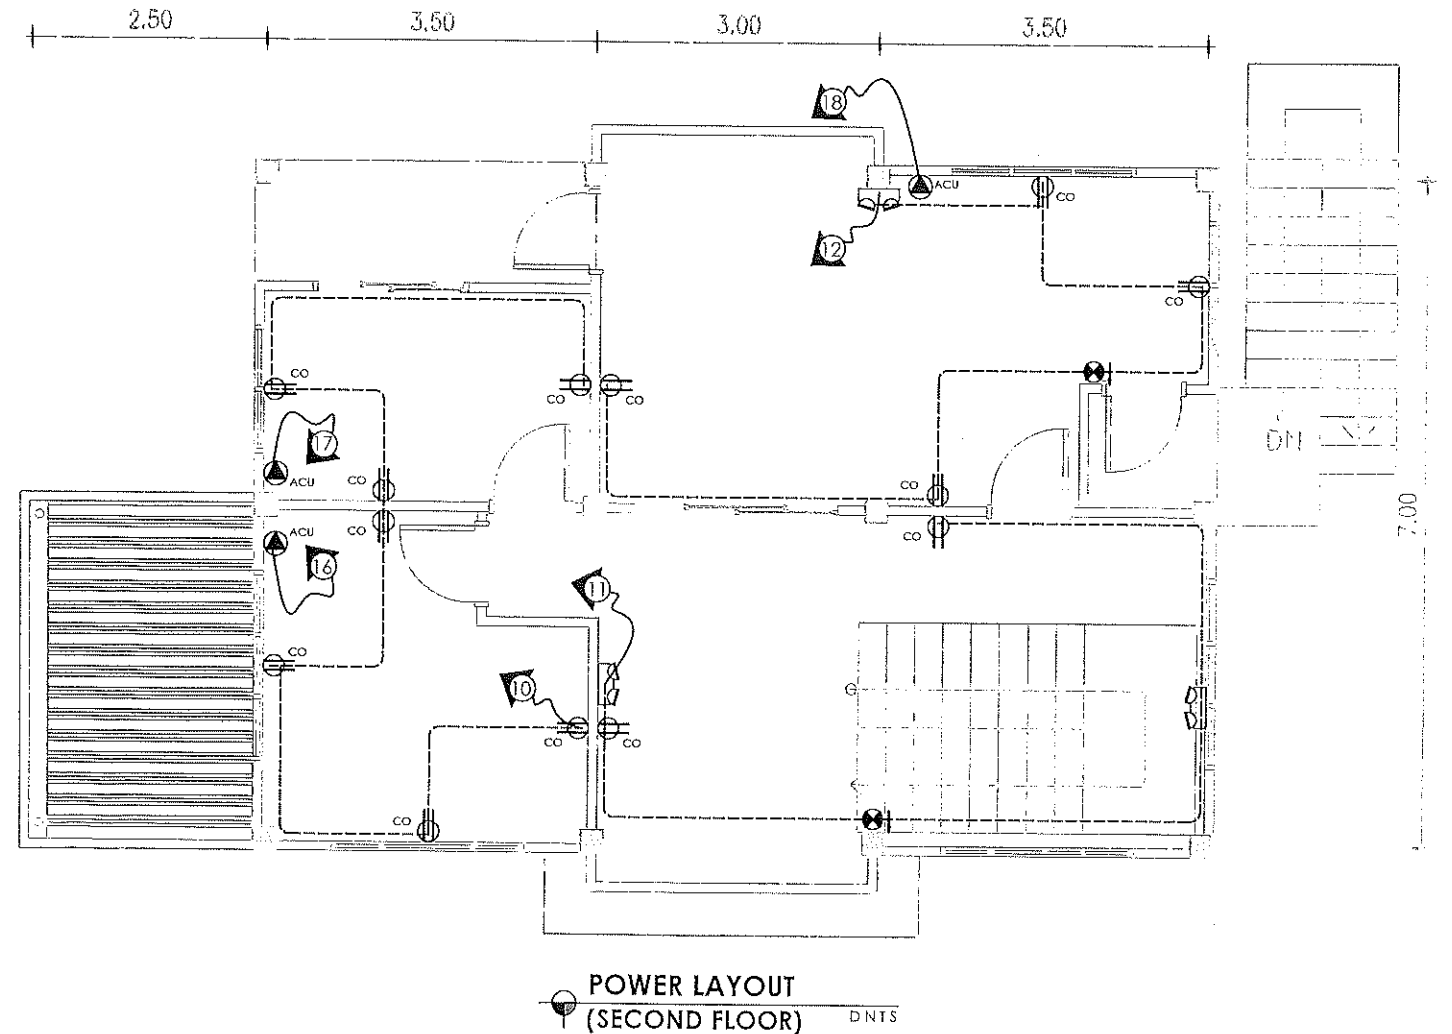 2.50 3.50 3.00 3.50
18
ACU
CO
12
CO
CO
CO CO
17
ACU
CO
CO
DN
7.00
CO
ACU
CO
16
11
CO
10
CO CO
CO
POWER LAYOUT
(SECOND FLOOR) DNTS